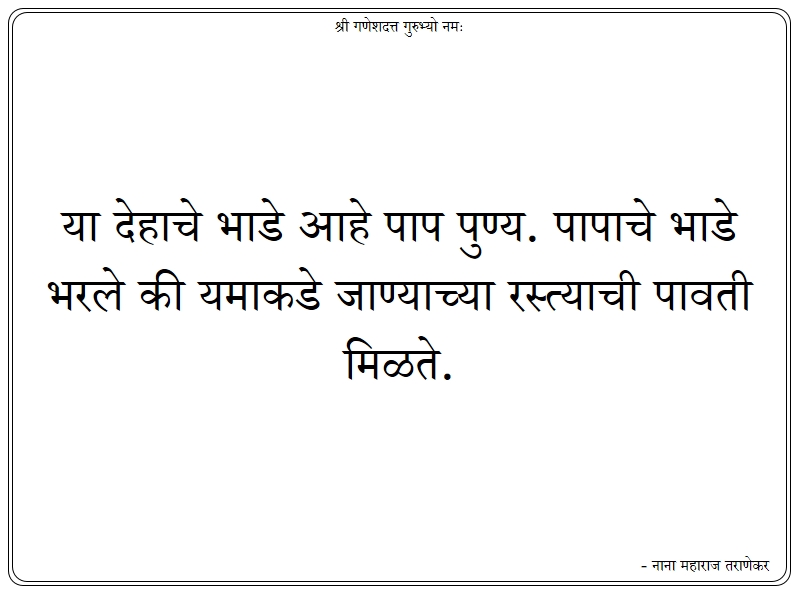 श्री गणेशदत्त गुरुभ्यो नमः
या देहाचे भाडे आहे पाप पुण्य. पापाचे भाडे
भरले की यमाकडे जाण्याच्या रस्त्याची पावती
मिळते.
- नाना महाराज तराणेकर